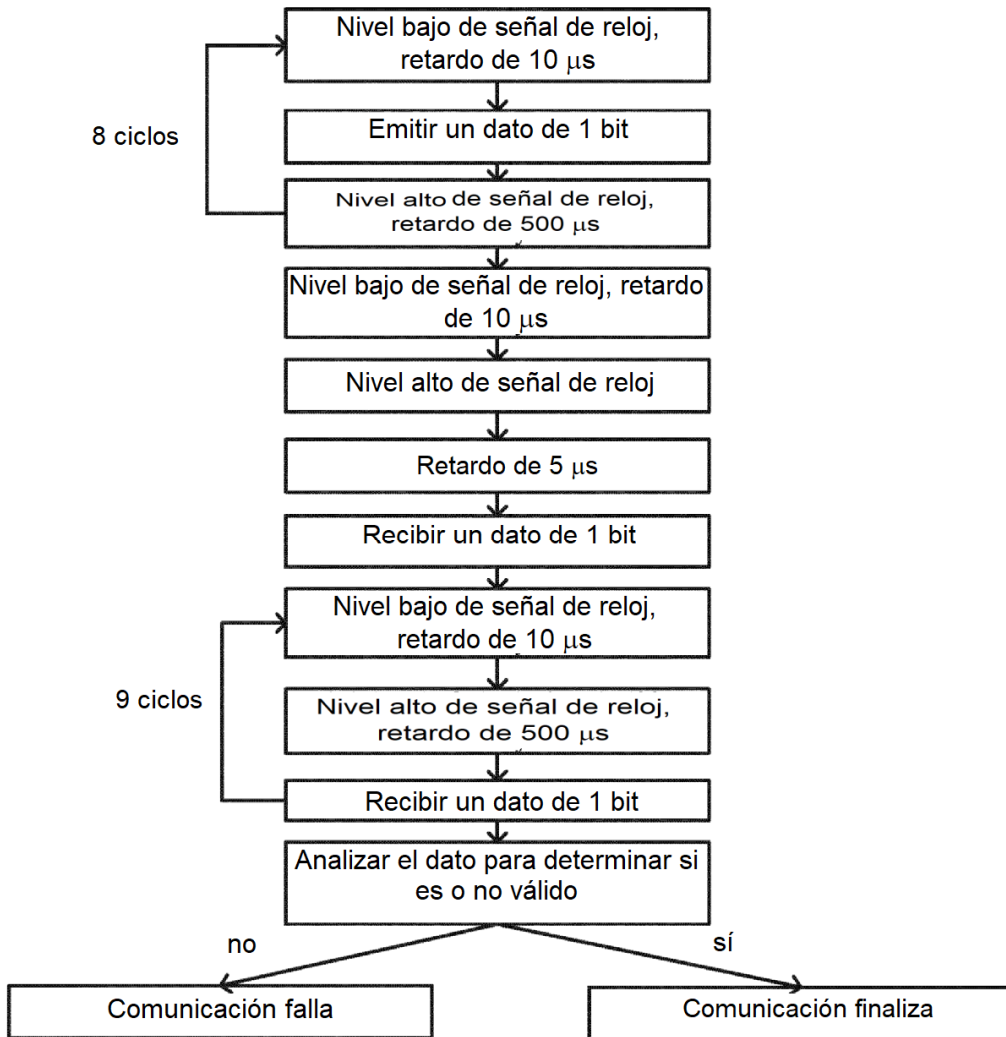 Nivel bajo de señal de reloj,
retardo de 10 μs
Emitir un dato de 1 bit
8 ciclos
Nivel alto de señal de reloj,
retardo de 500 μs
Nivel bajo de señal de reloj, retardo
de 10 μs
Nivel alto de señal de reloj
Retardo de 5 μs
Recibir un dato de 1 bit
Nivel bajo de señal de reloj,
retardo de 10 μs
9 ciclos
Nivel alto de señal de reloj,
retardo de 500 μs
Recibir un dato de 1 bit
Analizar el dato para determinar si
es o no válido
no
sí
Comunicación falla
Comunicación finaliza